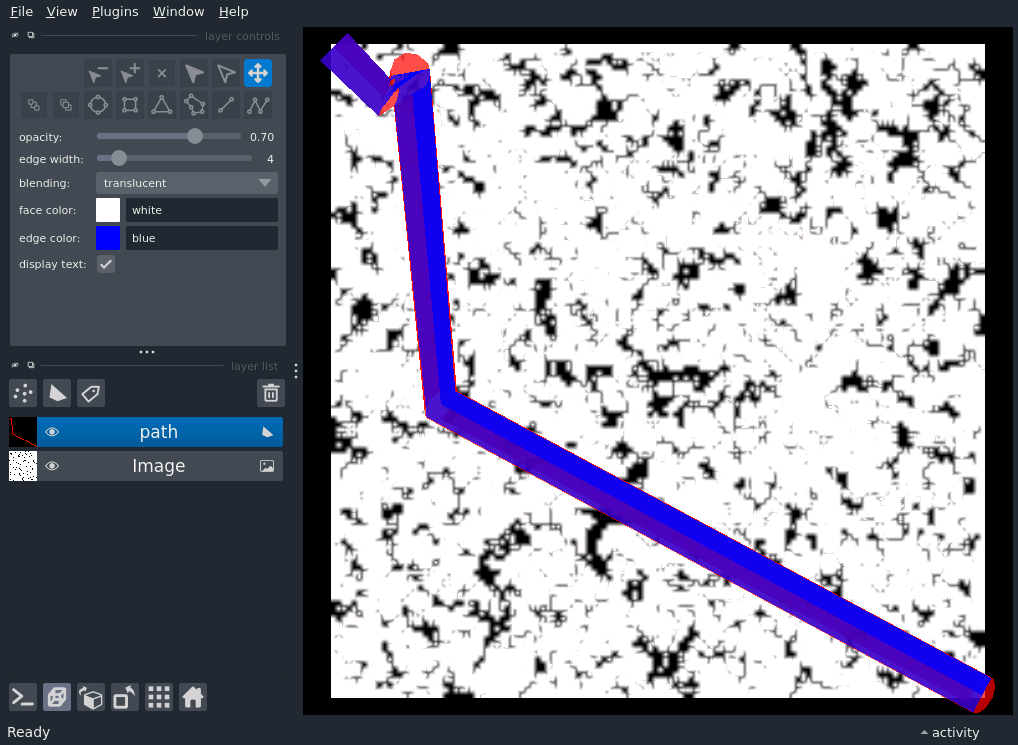 File View Plugins Window Help
layer controls
opacity: 0.70
edge width: 4
blending: translucent
face color: white
edge color: blue
display text:
layer list
path
Image
Ready activity